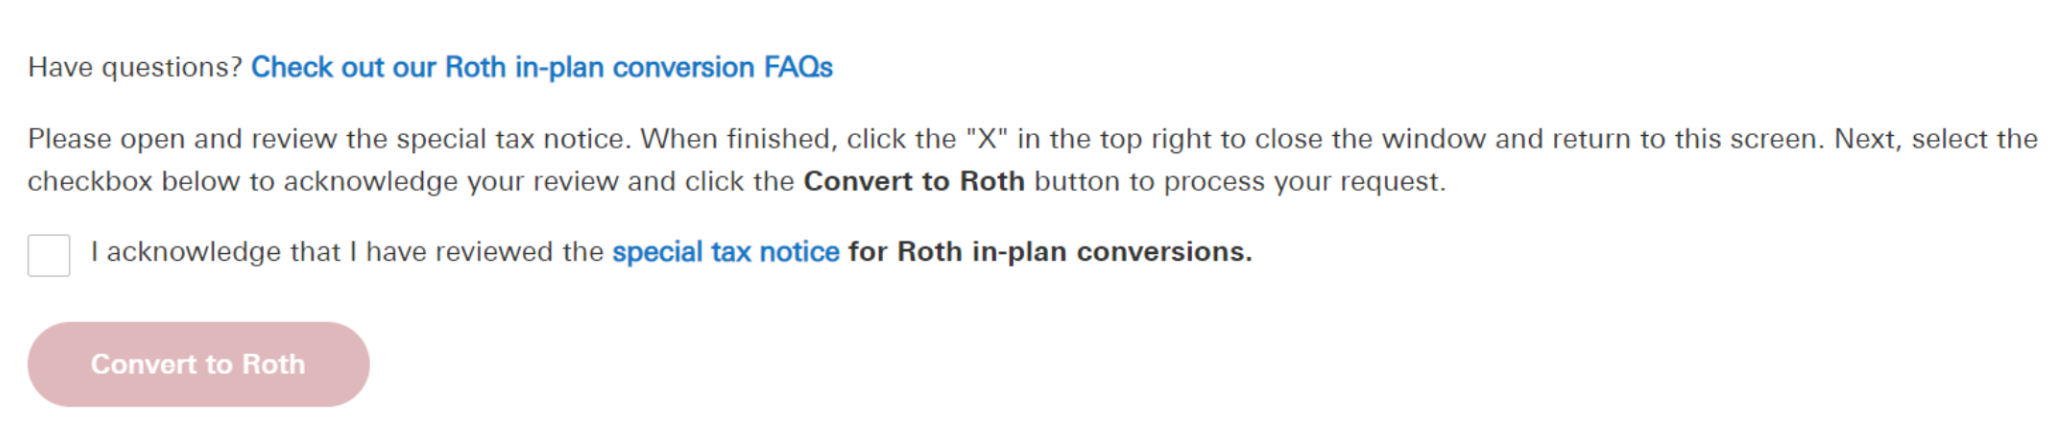 Have questions? Check out our Roth in-plan conversion FAQs
Please open and review the special tax notice. When finished, click the "X" in the top right to close the window and return to this screen. Next, select the
checkbox below to acknowledge your review and click the Convert to Roth button to process your request.
I acknowledge that I have reviewed the special tax notice for Roth in-plan conversions.
Convert to Roth